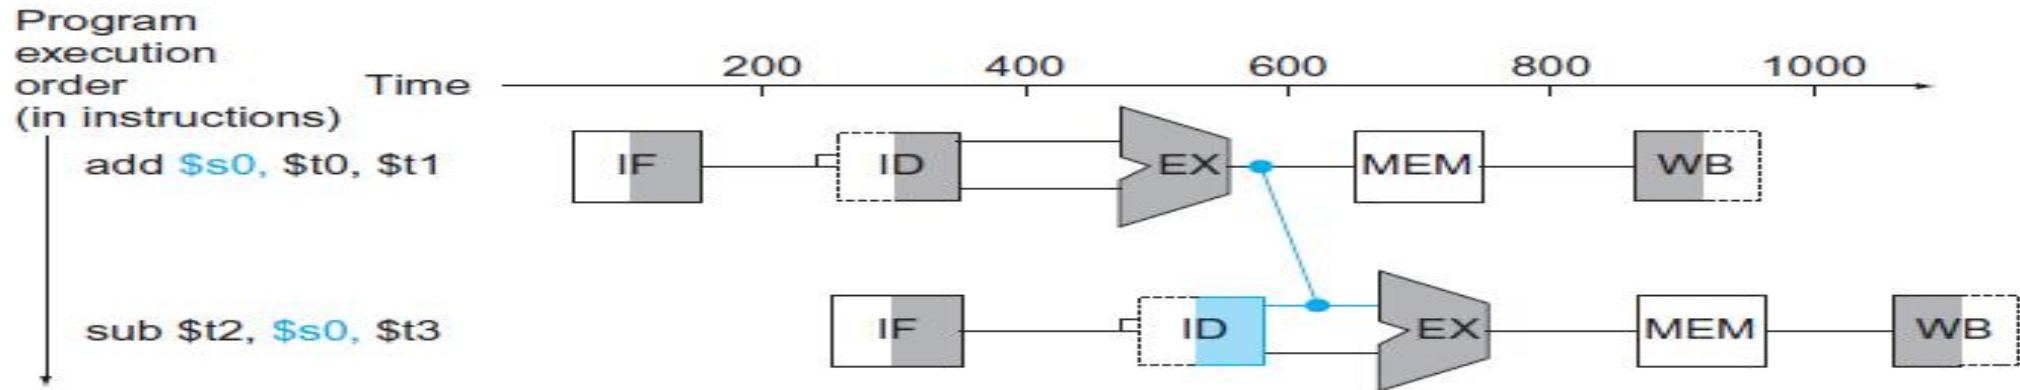 Program
execution
order Time 200 400 600 800 1000
(in instructions)
add $s0, $t0, $t1 IF ID EX MEM WB
sub $t2, $s0, $t3 IF ID EX MEM WB